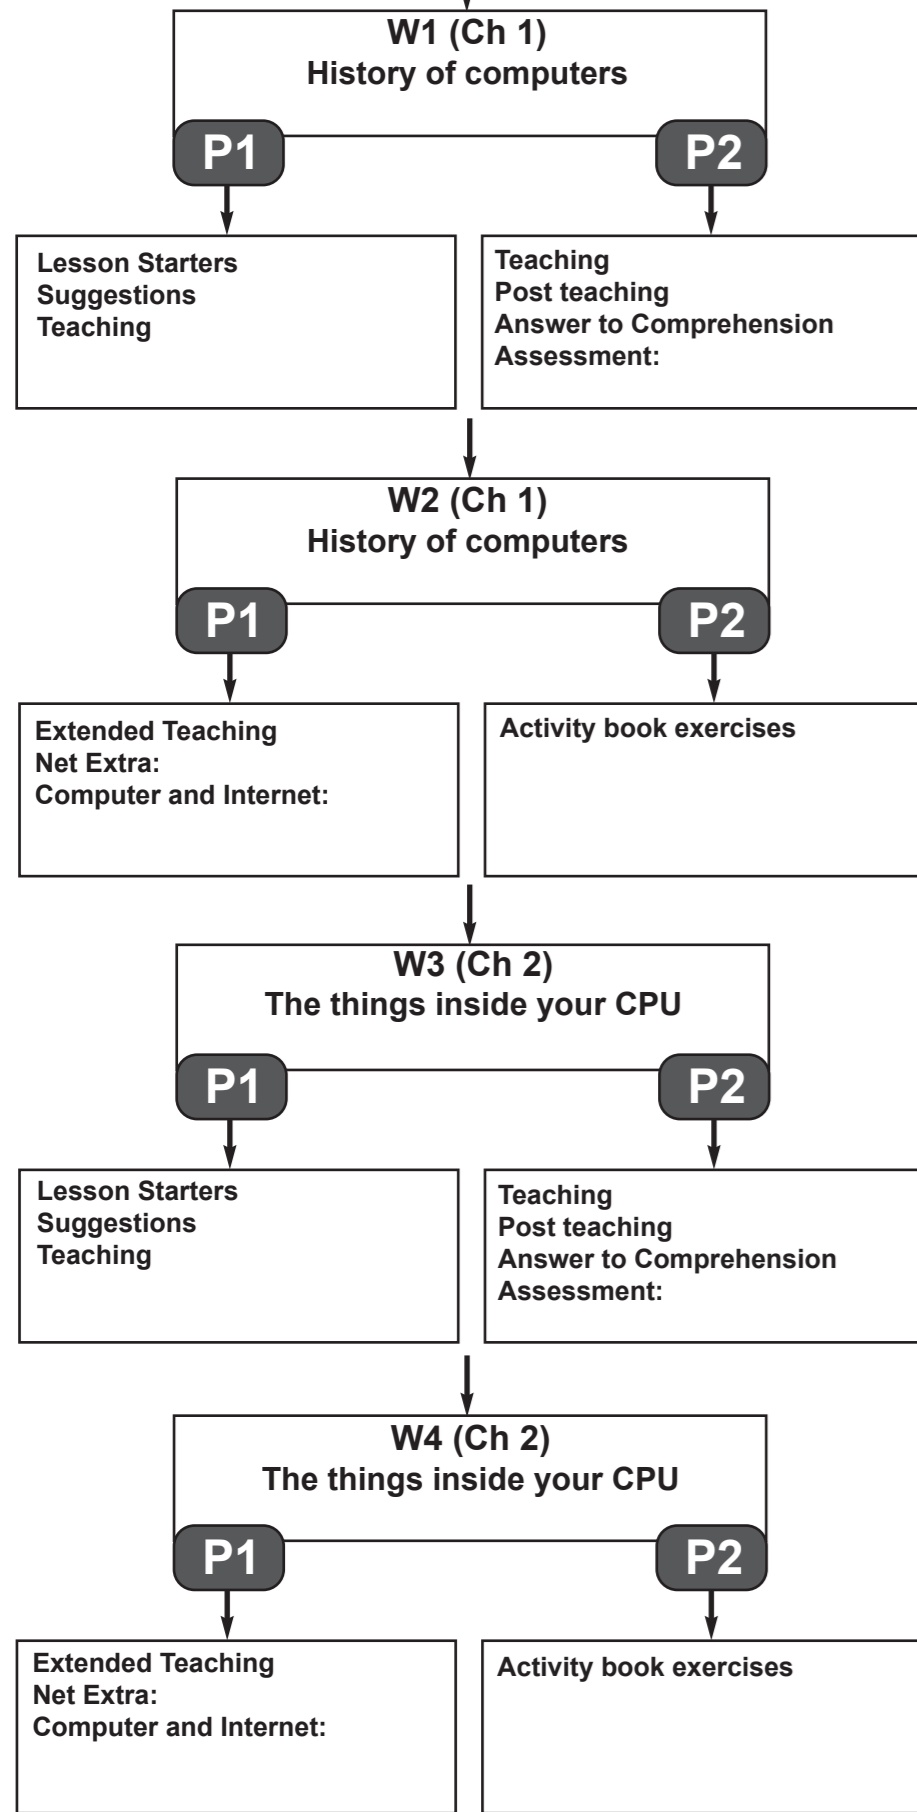 W1 (Ch 1)
History of computers
P1
P2
Lesson Starters
Suggestions
Teaching
Teaching
Post teaching
Answer to Comprehension
Assessment:
W2 (Ch 1)
History of computers
P1
P2
Extended Teaching
Net Extra:
Computer and Internet:
Activity book exercises
W3 (Ch 2)
The things inside your CPU
P1
P2
Lesson Starters
Suggestions
Teaching
Teaching
Post teaching
Answer to Comprehension
Assessment:
W4 (Ch 2)
The things inside your CPU
P1
P2
Extended Teaching
Net Extra:
Computer and Internet:
Activity book exercises